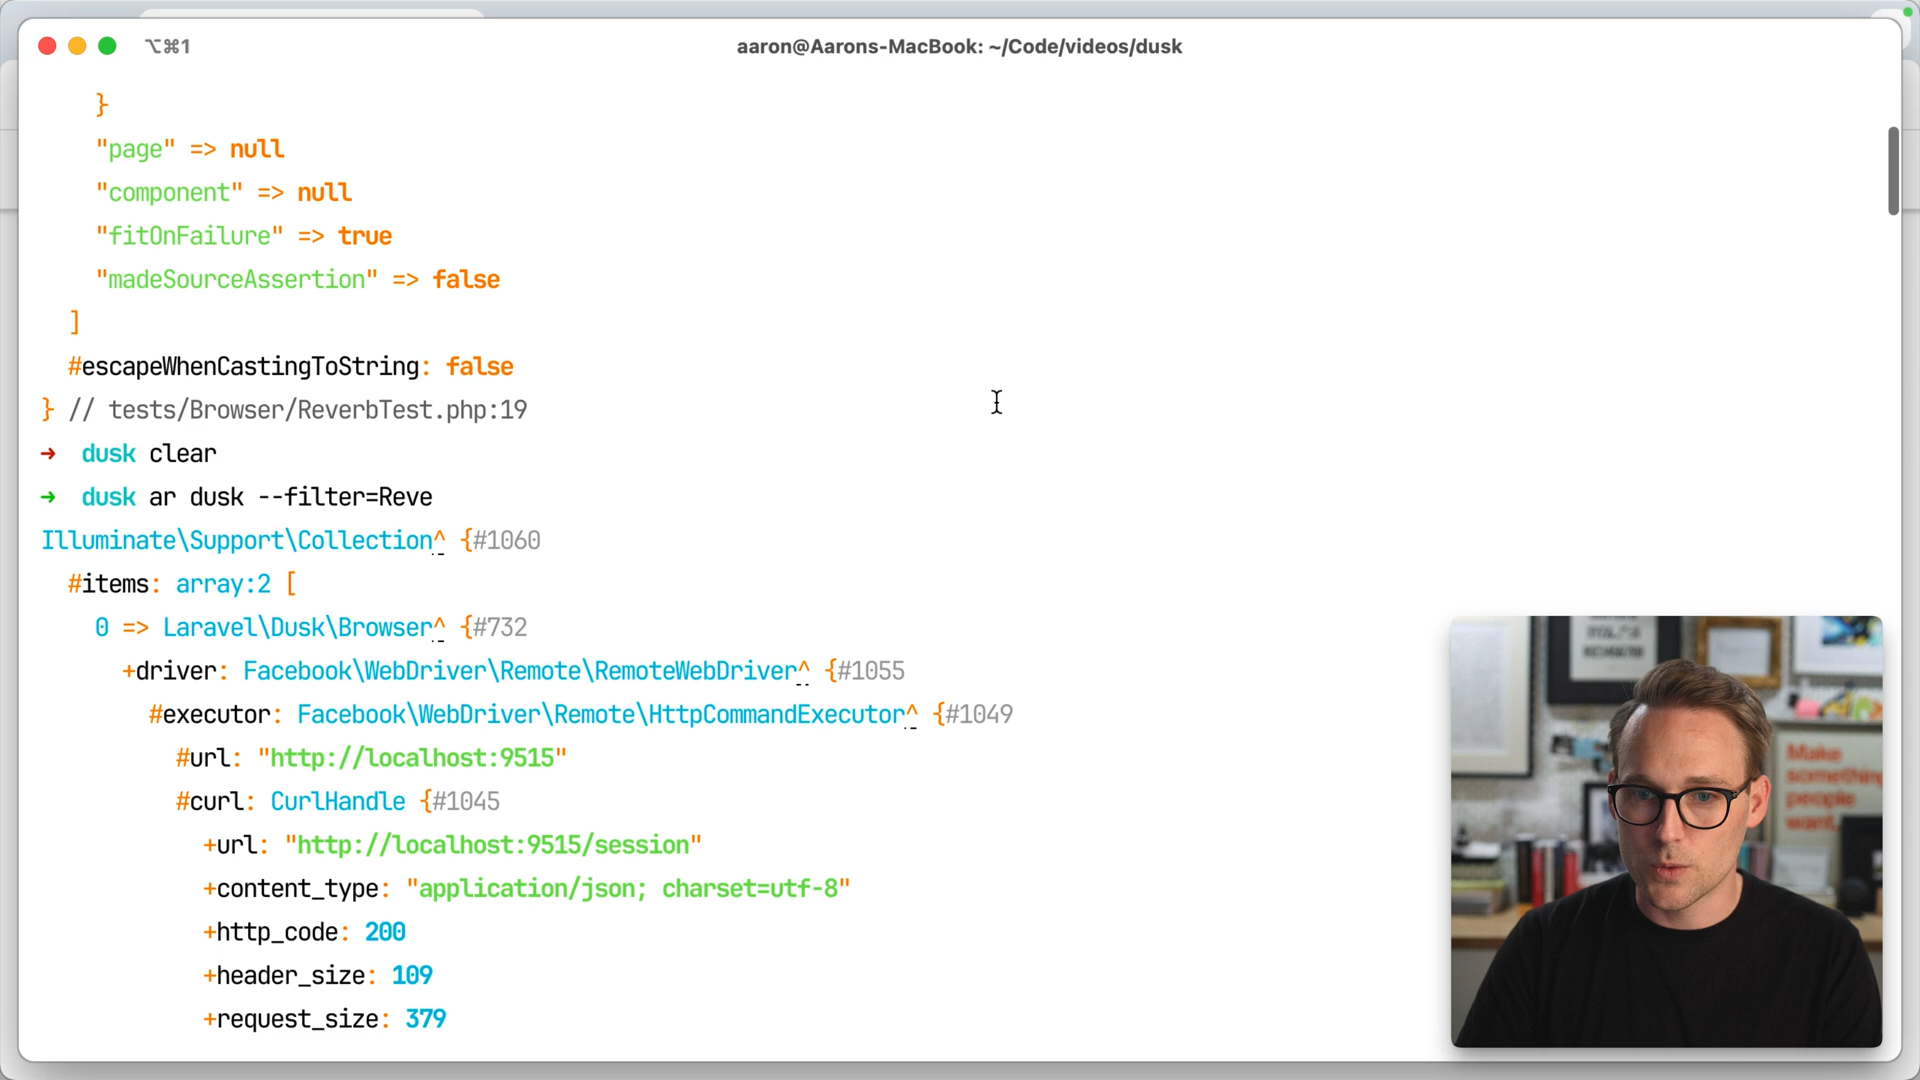 ⌥⌘1
aaron@Aarons-MacBook: ~/Code/videos/dusk
}
"page" => null
"component" => null
"fitOnFailure" => true
"madeSourceAssertion" => false
]
#escapeWhenCastingToString: false
} // tests/Browser/ReverbTest.php:19
→ dusk clear
→ dusk ar dusk --filter=Reve
Illuminate\Support\Collection^ {#1060
#items: array:2 [
0 => Laravel\Dusk\Browser^ {#732
+driver: Facebook\WebDriver\Remote\RemoteWebDriver^ {#1055
#executor: Facebook\WebDriver\Remote\HttpCommandExecutor^ {#1049
#url: "http://localhost:9515"
#curl: CurlHandle {#1045
+url: "http://localhost:9515/session"
+content_type: "application/json; charset=utf-8"
+http_code: 200
+header_size: 109
+request_size: 379
Make
something
people
want.